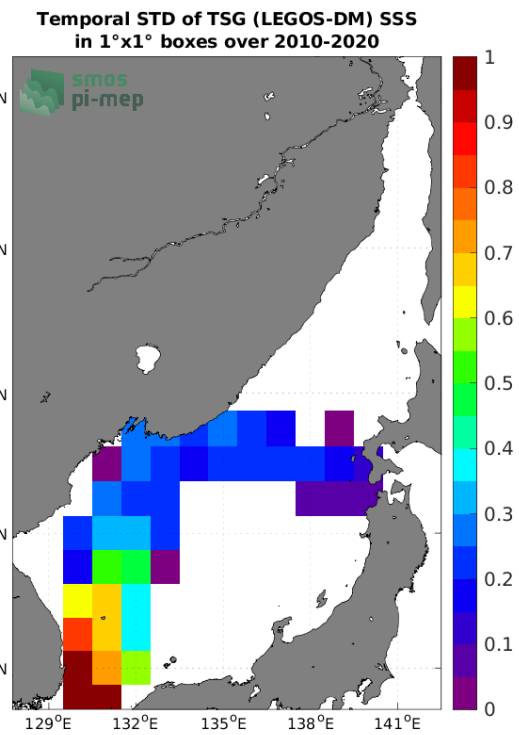 Temporal STD of TSG (LEGOS-DM) SSS
in 1°x1° boxes over 2010-2020
smos
pi-mep
N
N
N
N
N
1
0.9
0.8
0.7
0.6
0.5
0.4
0.3
0.2
0.1
0
129°E 132°E 135°E 138°E 141°E